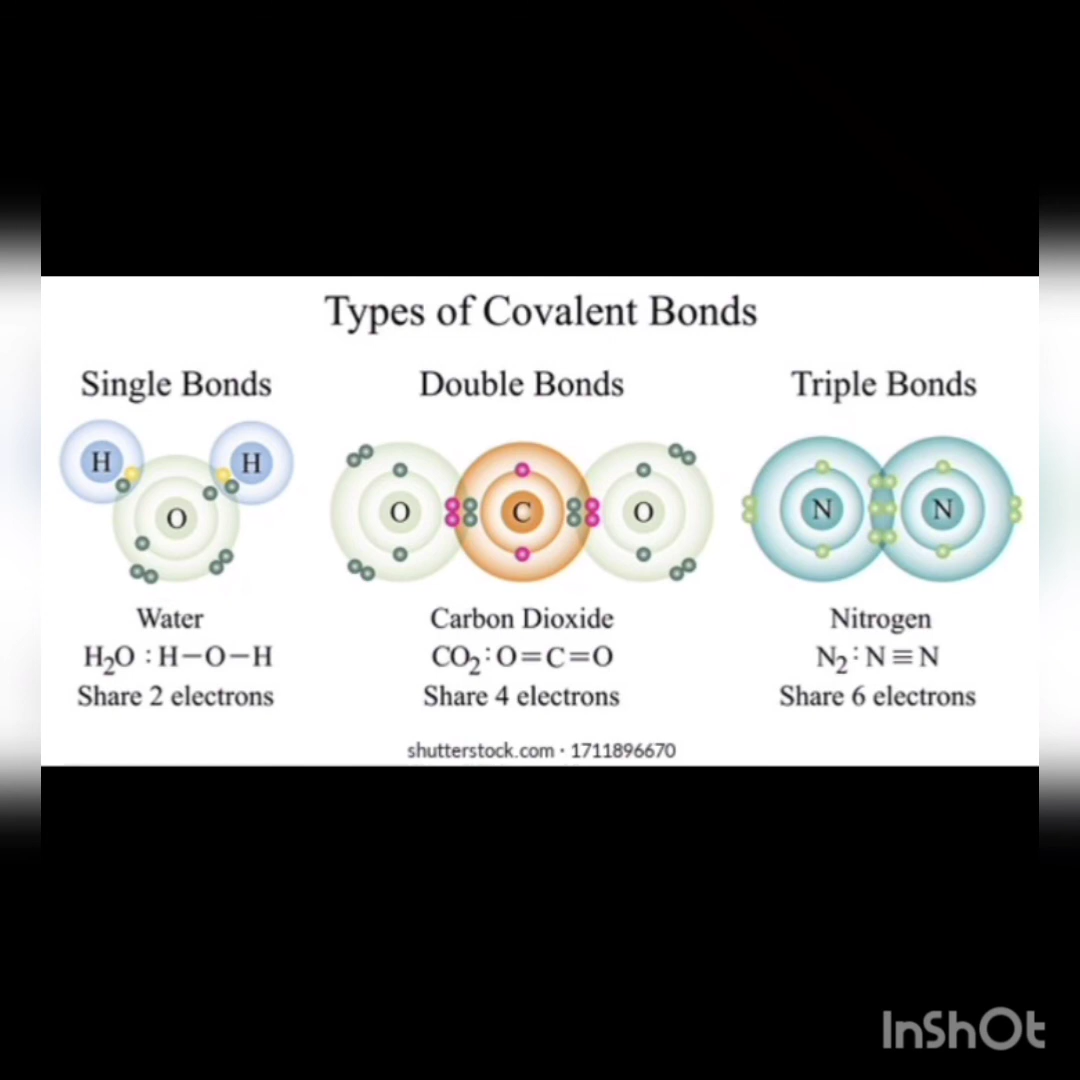 Types of Covalent Bonds
Single Bonds
H H
O
Water
H₂O : H−O−H
Share 2 electrons
Double Bonds
O C O
Carbon Dioxide
CO₂ : O=C=O
Share 4 electrons
Triple Bonds
N N
Nitrogen
N₂ : N≡N
Share 6 electrons
shutterstock.com · 1711896670
InShOt